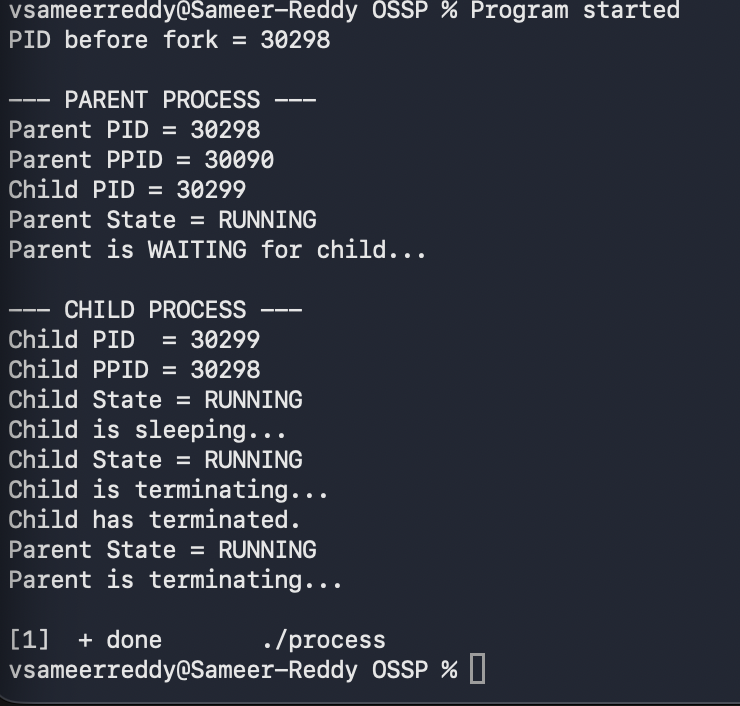 vsameerreddy@Sameer-Reddy OSSP % Program started
PID before fork = 30298
--- PARENT PROCESS ---
Parent PID = 30298
Parent PPID = 30090
Child PID = 30299
Parent State = RUNNING
Parent is WAITING for child...
--- CHILD PROCESS ---
Child PID  = 30299
Child PPID = 30298
Child State = RUNNING
Child is sleeping...
Child State = RUNNING
Child is terminating...
Child has terminated.
Parent State = RUNNING
Parent is terminating...
[1]  + done       ./process
vsameerreddy@Sameer-Reddy OSSP %